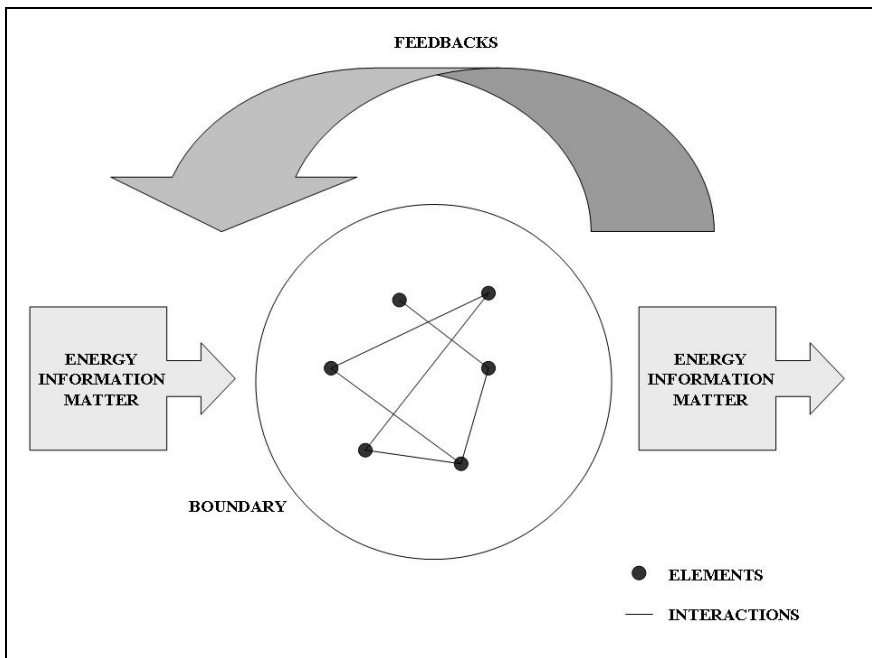 FEEDBACKS
ENERGY
INFORMATION
MATTER
ENERGY
INFORMATION
MATTER
BOUNDARY
ELEMENTS
INTERACTIONS